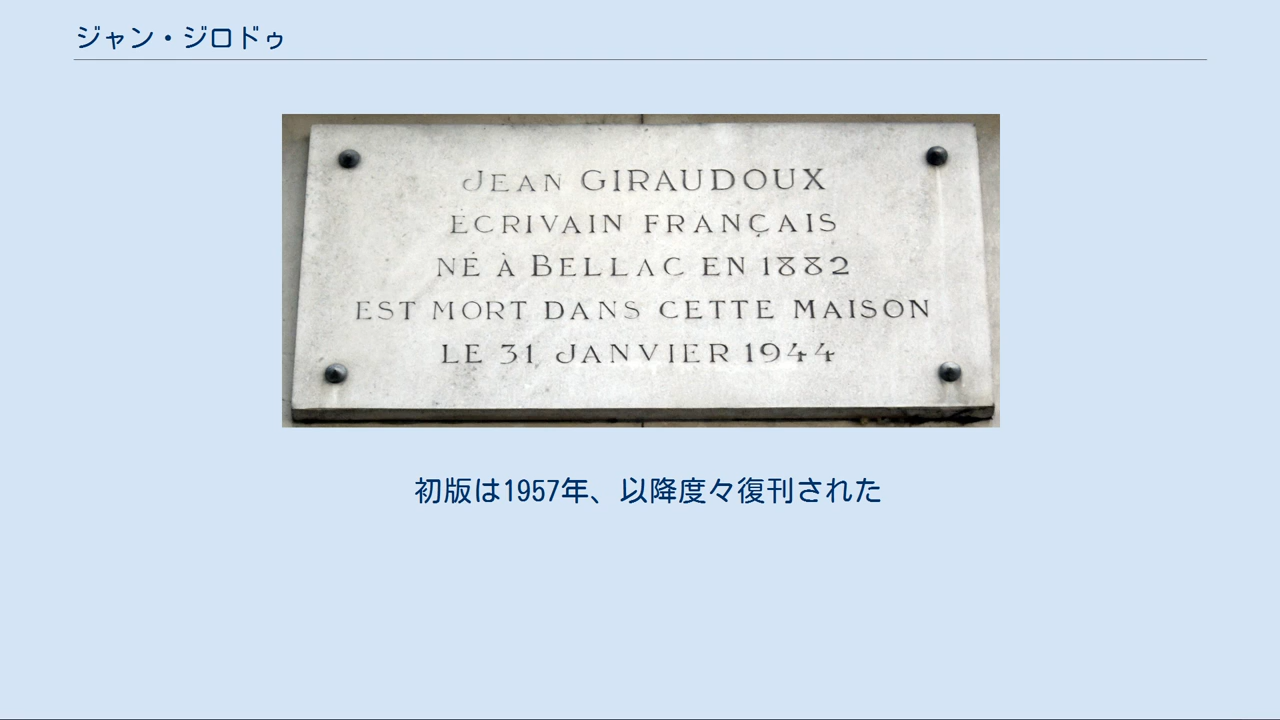 ジャン・ジロドゥ
JEAN GIRAUDOUX
ÉCRIVAIN FRANÇAIS
NÉ À BELLAC EN 1882
EST MORT DANS CETTE MAISON
LE 31 JANVIER 1944
初版は1957年、以降度々復刊された